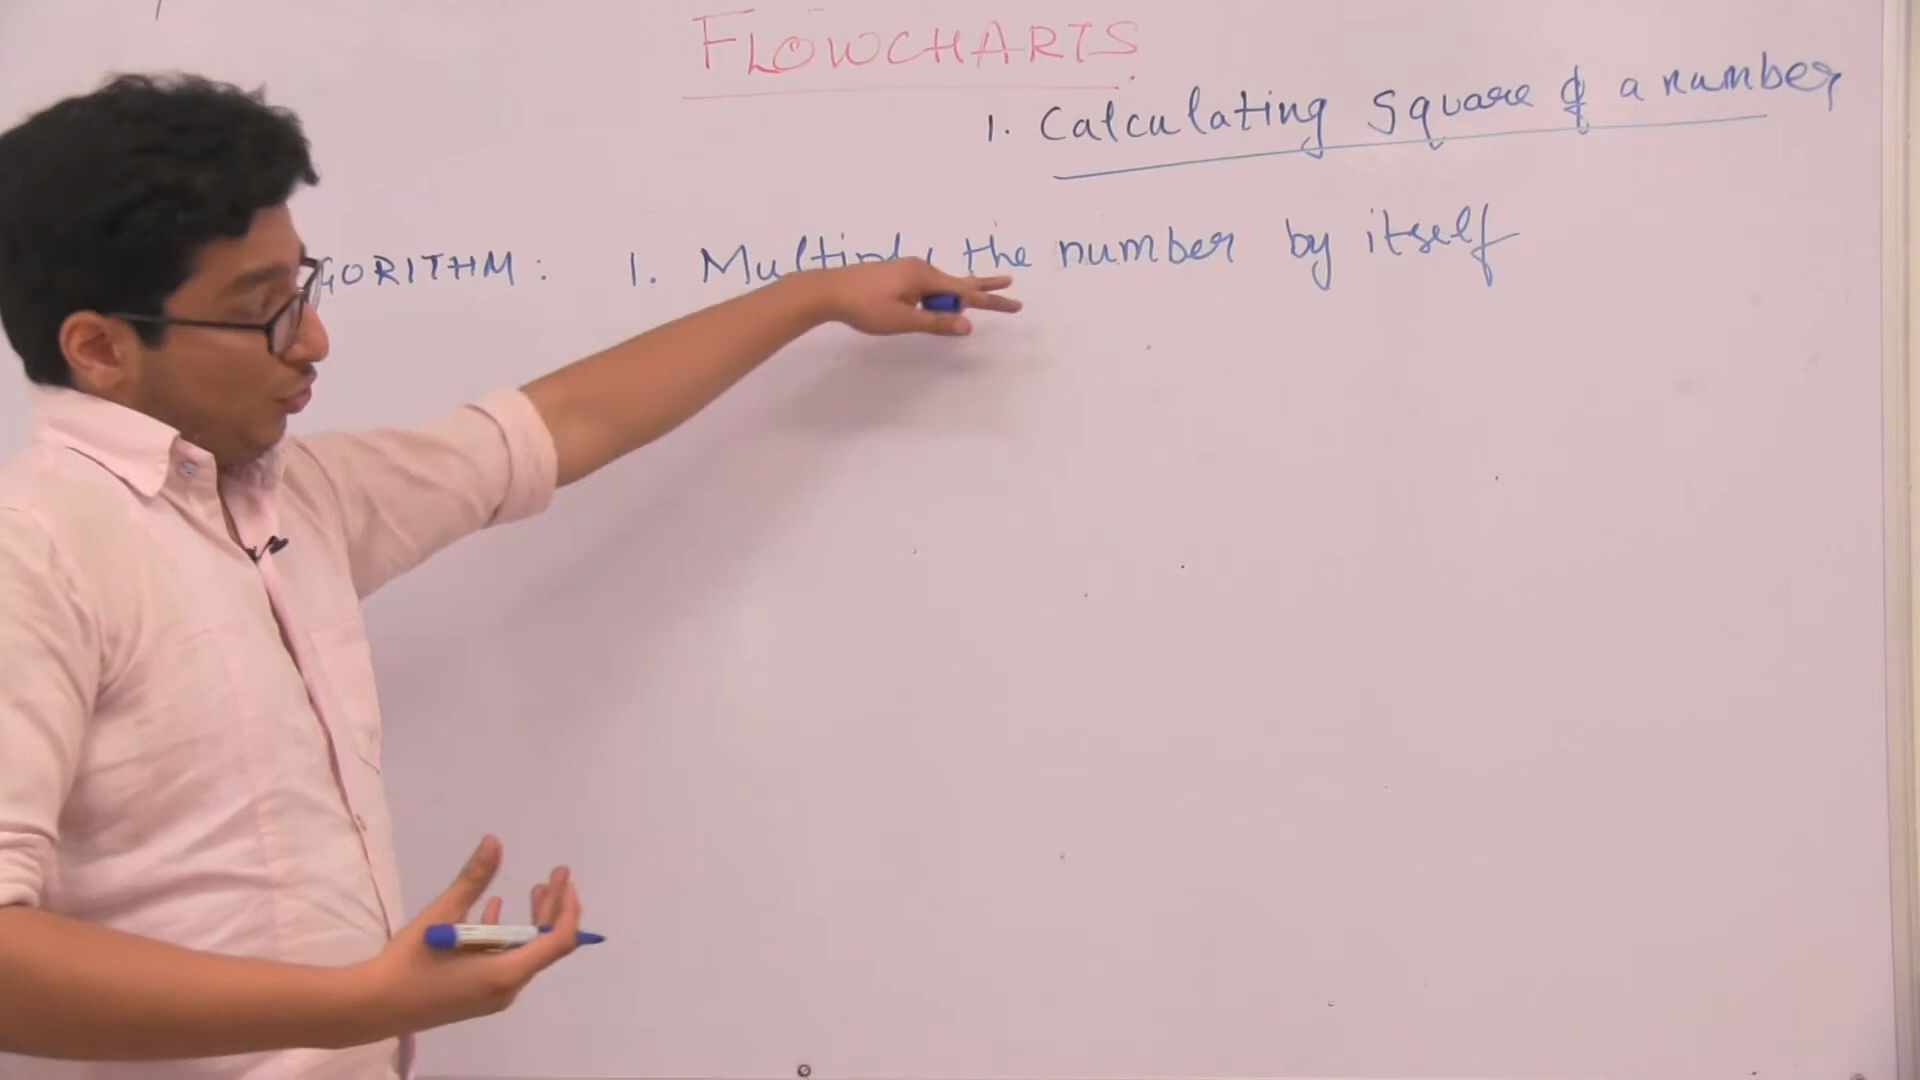 FLOWCHARTS
1. Calculating Square of a number
GORITHM: 1. Multiply the number by itself